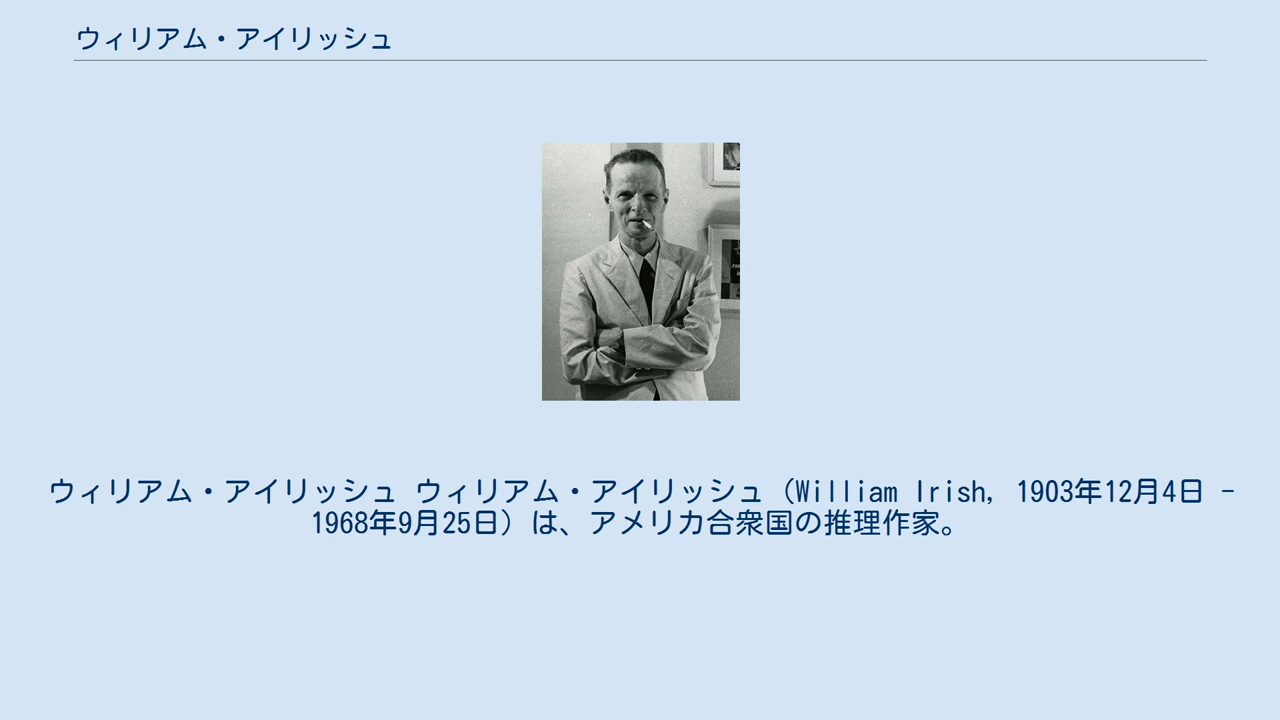 ウィリアム・アイリッシュ
ウィリアム・アイリッシュ ウィリアム・アイリッシュ（William Irish, 1903年12月4日 -
1968年9月25日）は、アメリカ合衆国の推理作家。